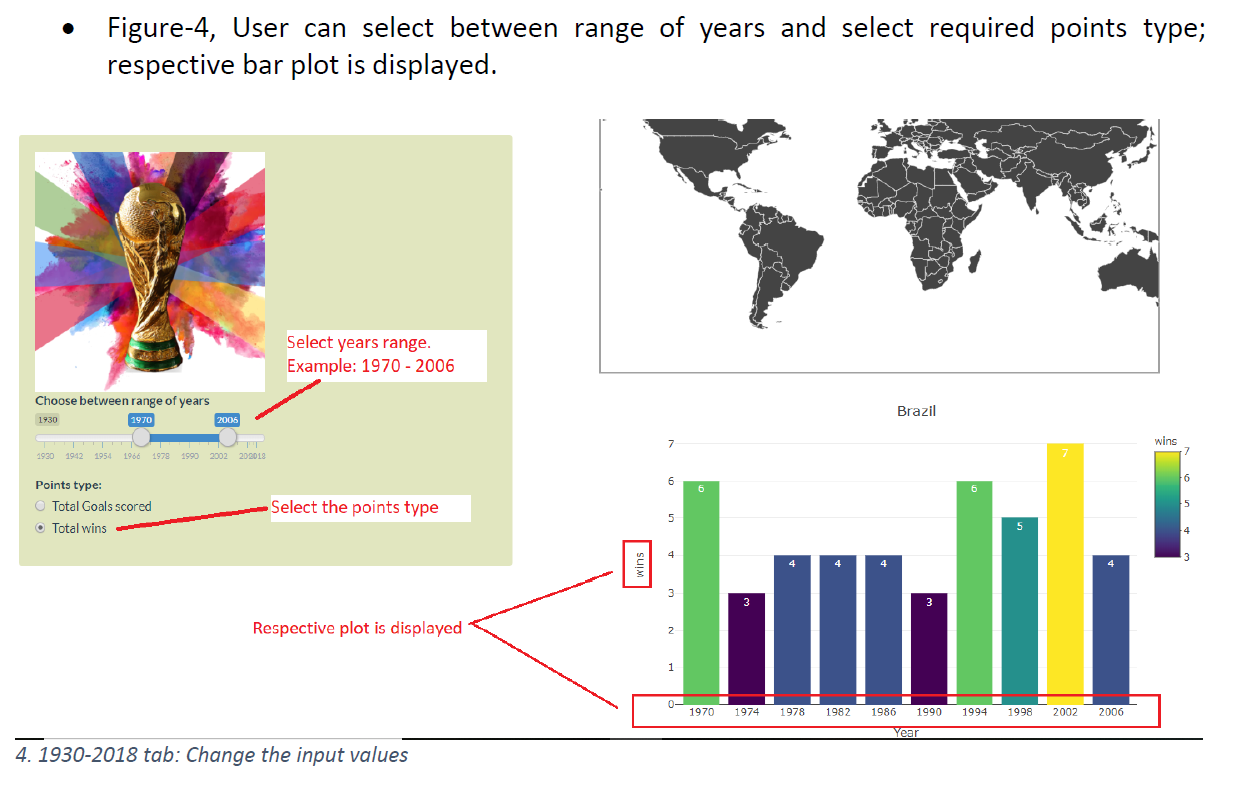 • Figure-4, User can select between range of years and select required points type;
respective bar plot is displayed.
Select years range.
Example: 1970 - 2006
Choose between range of years
1930 1970 2006
1930 1942 1954 1966 1978 1990 2002 2018
Points type:
Total Goals scored
Total wins
Select the points type
Respective plot is displayed
Brazil
wins
7
6
5
4
3
2
1
0
6 3 4 4 4 3 6 5 7 4
1970 1974 1978 1982 1986 1990 1994 1998 2002 2006
Year
wins
7
6
5
4
3
4. 1930-2018 tab: Change the input values